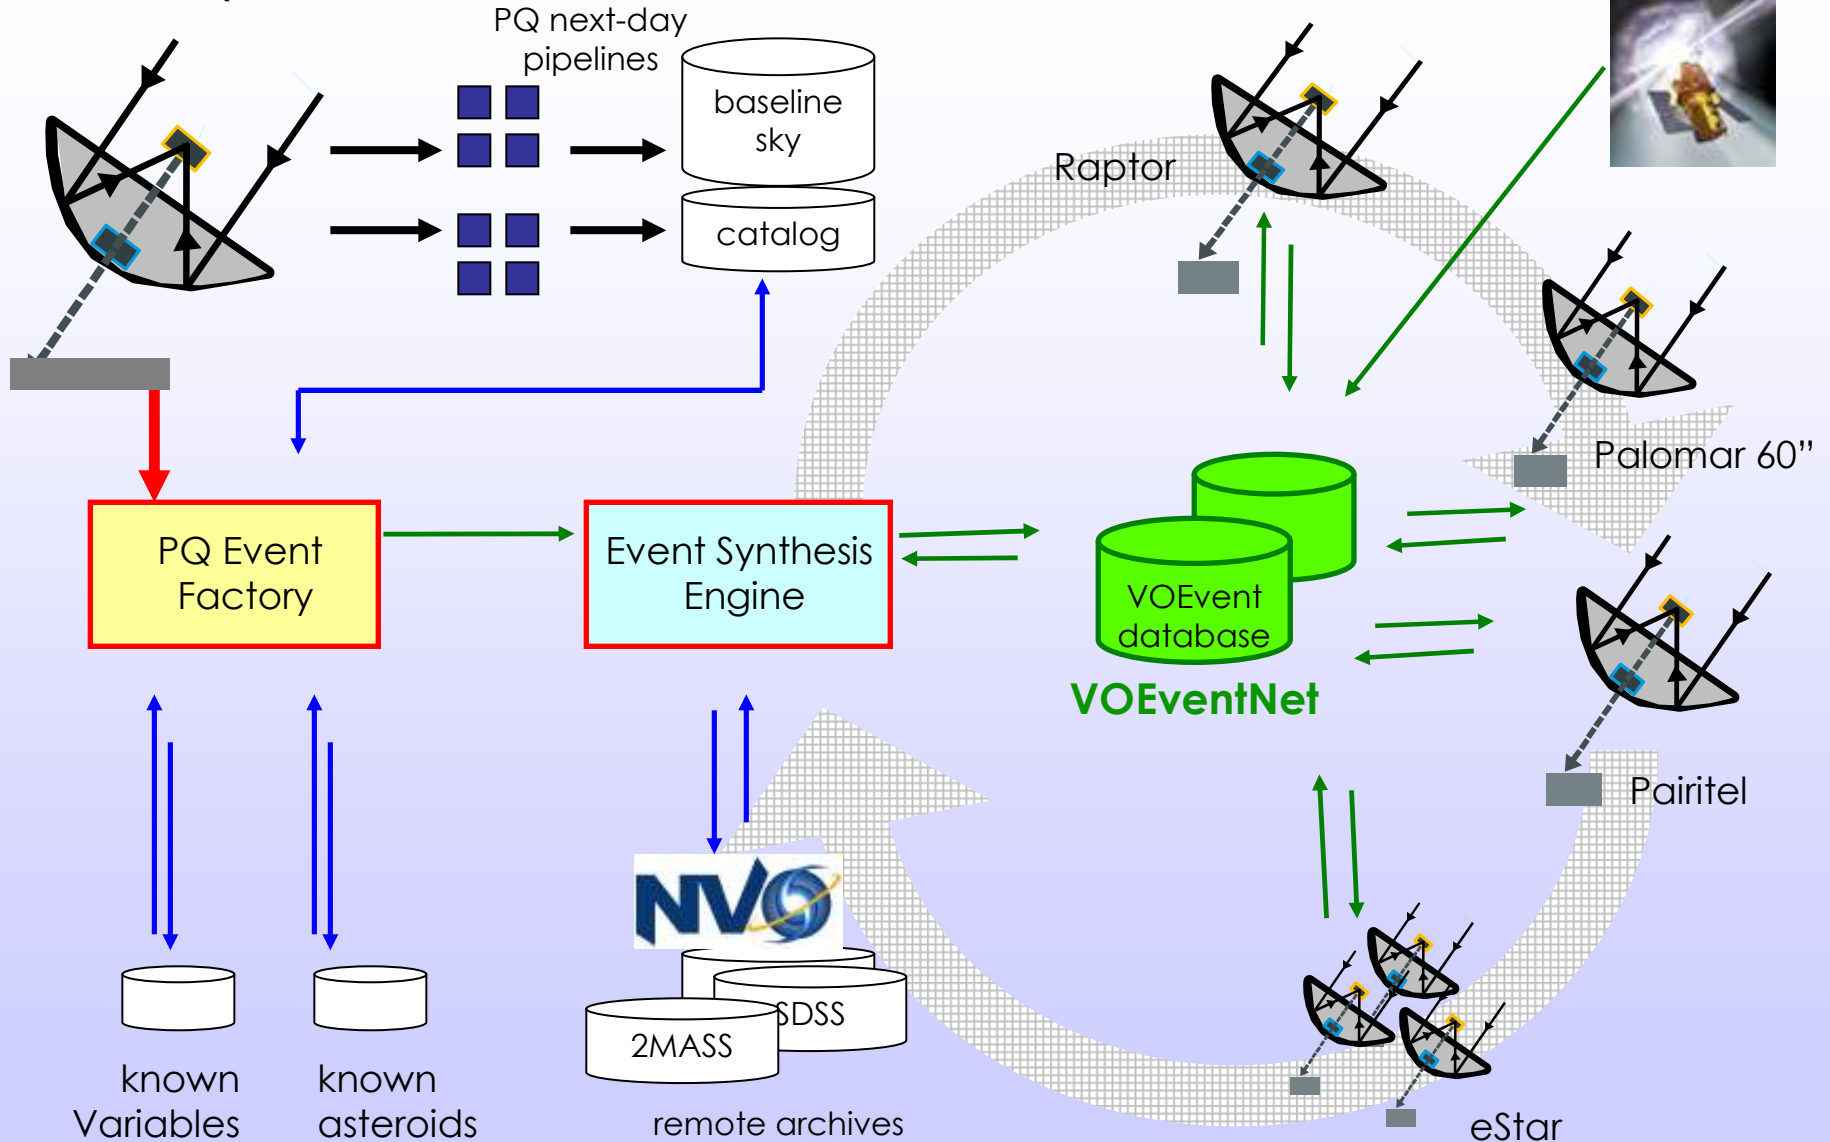 PQ next-day
pipelines
baseline
sky
catalog
Raptor
Palomar 60”
PQ Event
Factory
Event Synthesis
Engine
VOEvent
database
VOEventNet
Pairitel
NVO
SDSS
2MASS
known
Variables
known
asteroids
remote archives
eStar